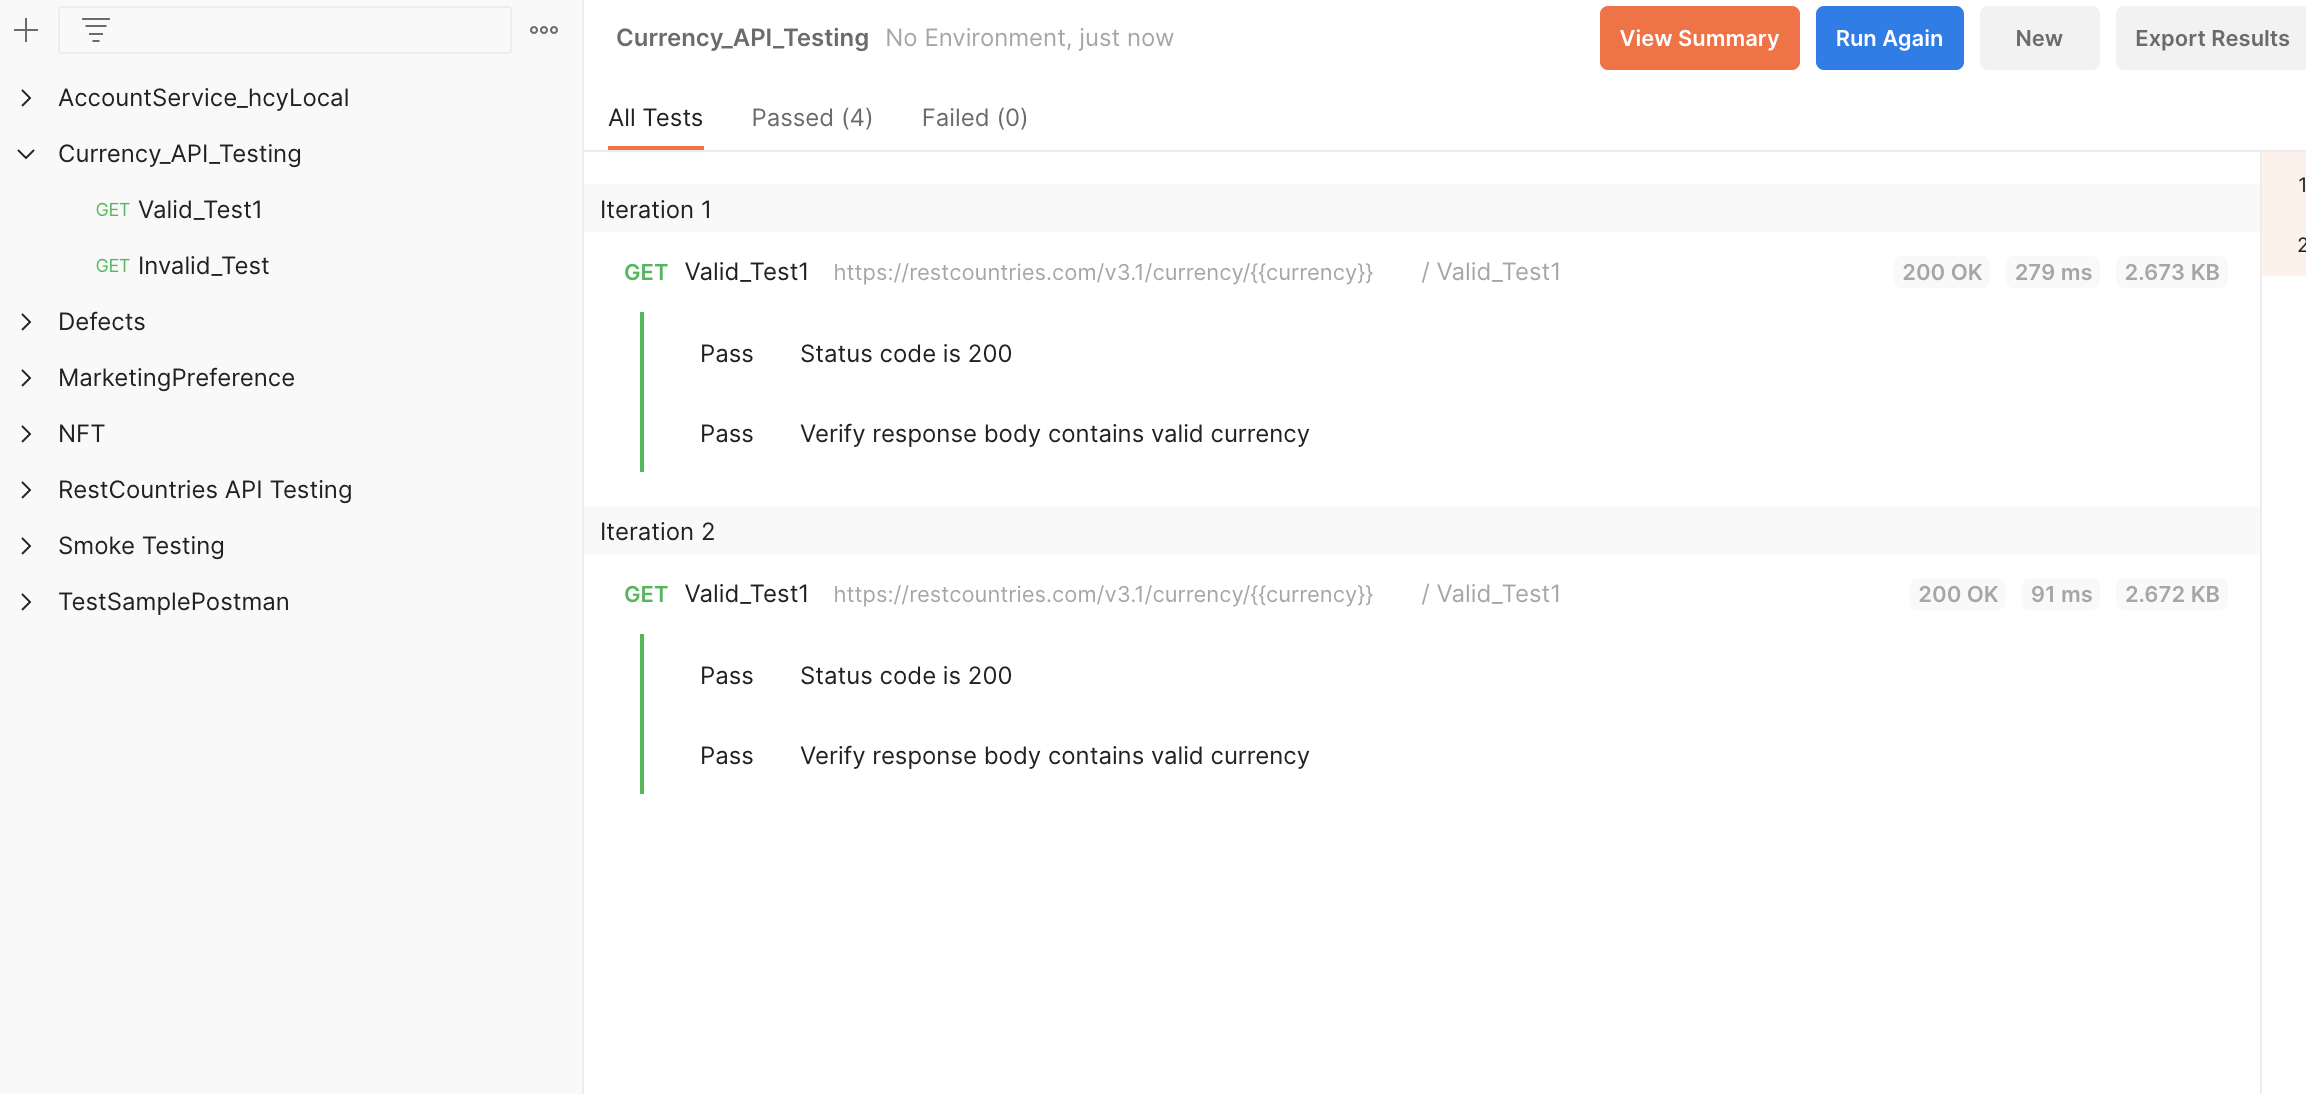 AccountService_hcyLocal
Currency_API_Testing
GET Valid_Test1
GET Invalid_Test
Defects
MarketingPreference
NFT
RestCountries API Testing
Smoke Testing
TestSamplePostman
Currency_API_Testing No Environment, just now
View Summary Run Again New Export Results
All Tests Passed (4) Failed (0)
Iteration 1
GET Valid_Test1 https://restcountries.com/v3.1/currency/{{currency}} / Valid_Test1 200 OK 279 ms 2.673 KB
Pass Status code is 200
Pass Verify response body contains valid currency
Iteration 2
GET Valid_Test1 https://restcountries.com/v3.1/currency/{{currency}} / Valid_Test1 200 OK 91 ms 2.672 KB
Pass Status code is 200
Pass Verify response body contains valid currency
1
2